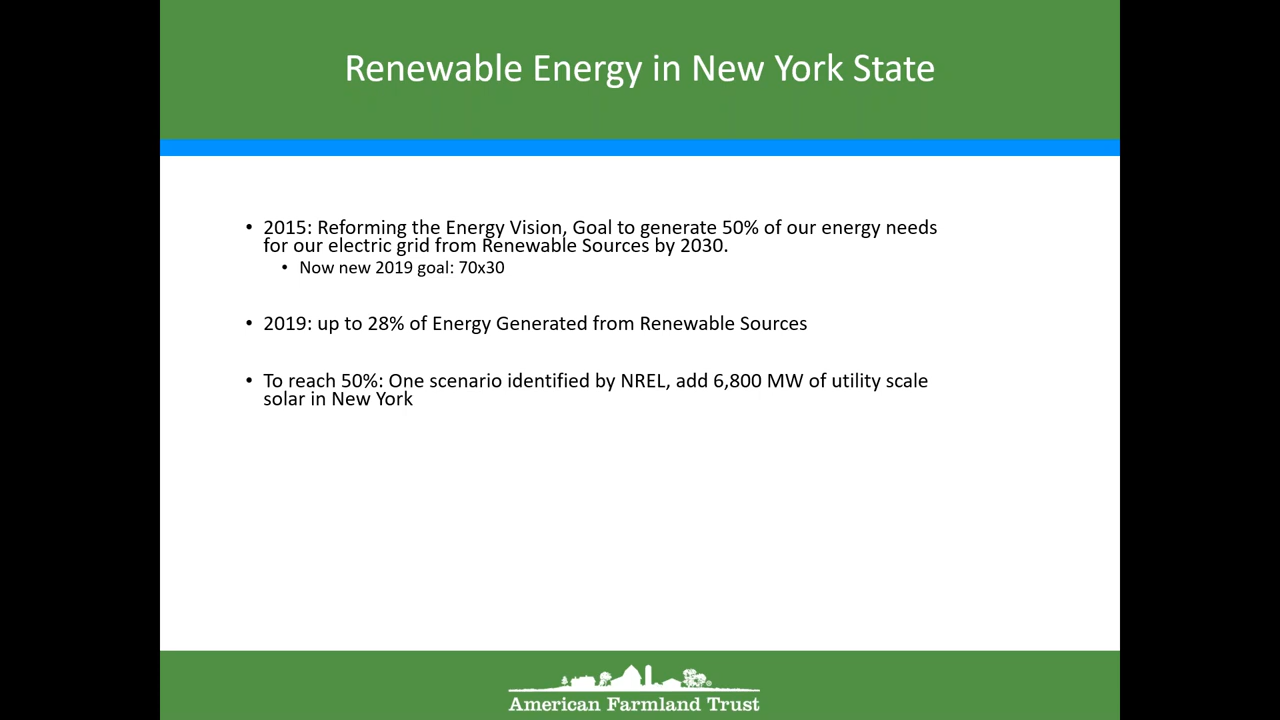 Renewable Energy in New York State
• 2015: Reforming the Energy Vision, Goal to generate 50% of our energy needs
for our electric grid from Renewable Sources by 2030.
• Now new 2019 goal: 70x30
• 2019: up to 28% of Energy Generated from Renewable Sources
• To reach 50%: One scenario identified by NREL, add 6,800 MW of utility scale
solar in New York
American Farmland Trust